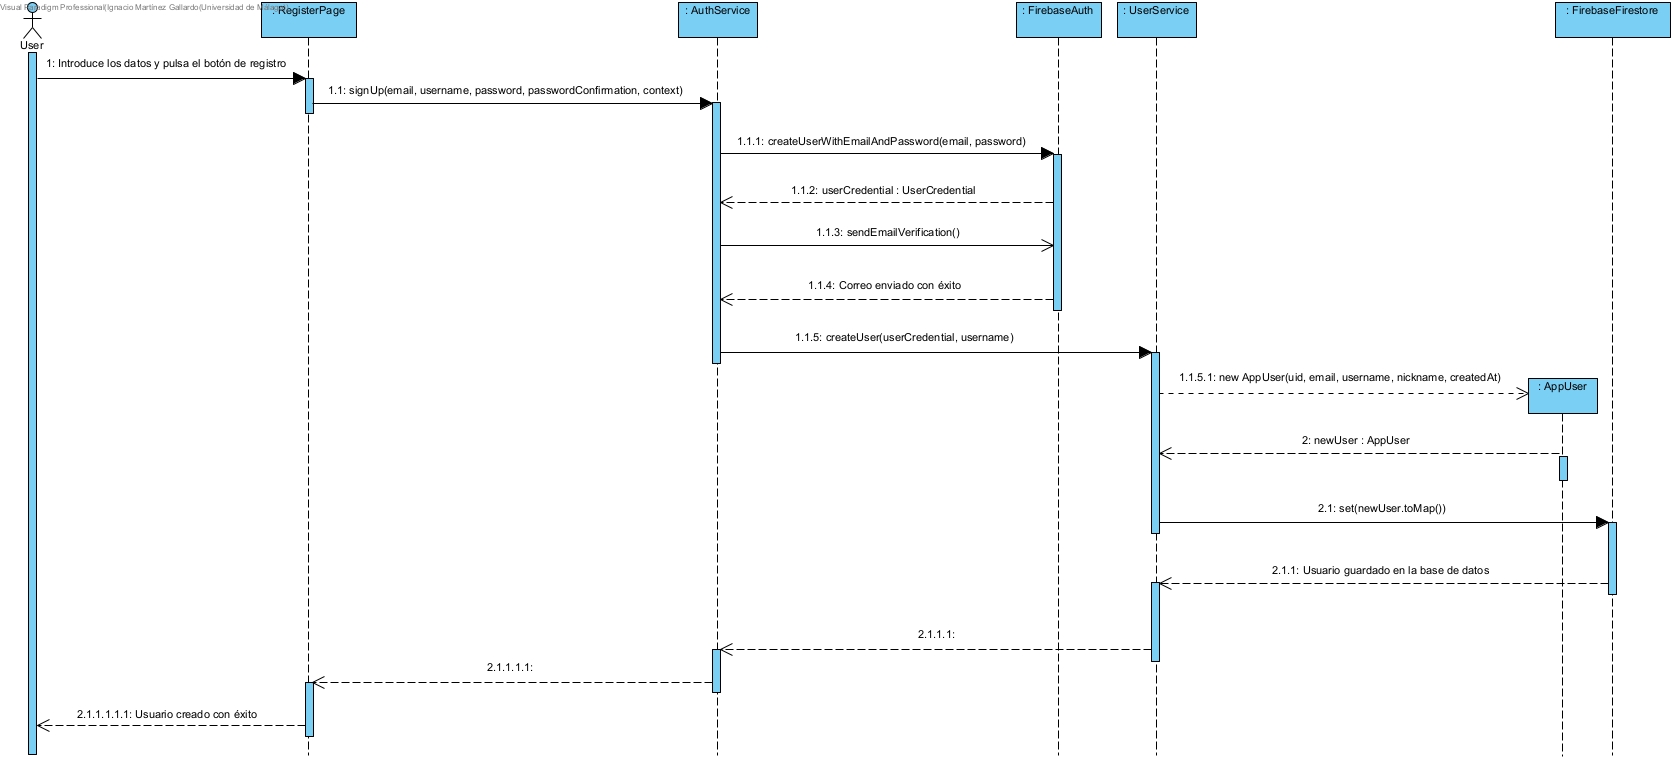 Visual Paradigm Professional(Ignacio Martínez Gallardo(Universidad de Málaga))
: RegisterPage
: AuthService
: FirebaseAuth
: UserService
: FirebaseFirestore
User
1: Introduce los datos y pulsa el botón de registro
1.1: signUp(email, username, password, passwordConfirmation, context)
1.1.1: createUserWithEmailAndPassword(email, password)
1.1.2: userCredential : UserCredential
1.1.3: sendEmailVerification()
1.1.4: Correo enviado con éxito
1.1.5: createUser(userCredential, username)
1.1.5.1: new AppUser(uid, email, username, nickname, createdAt)
: AppUser
2: newUser : AppUser
2.1: set(newUser.toMap())
2.1.1: Usuario guardado en la base de datos
2.1.1.1:
2.1.1.1.1:
2.1.1.1.1.1: Usuario creado con éxito